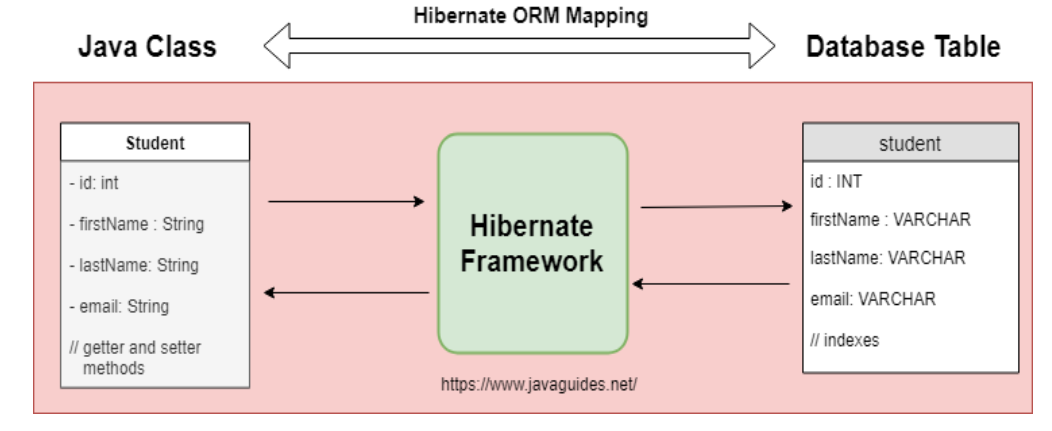 Hibernate ORM Mapping
Java Class
Database Table
Student
- id: int
- firstName : String
- lastName: String
- email: String
// getter and setter
methods
Hibernate
Framework
https://www.javaguides.net/
student
id : INT
firstName : VARCHAR
lastName: VARCHAR
email: VARCHAR
// indexes